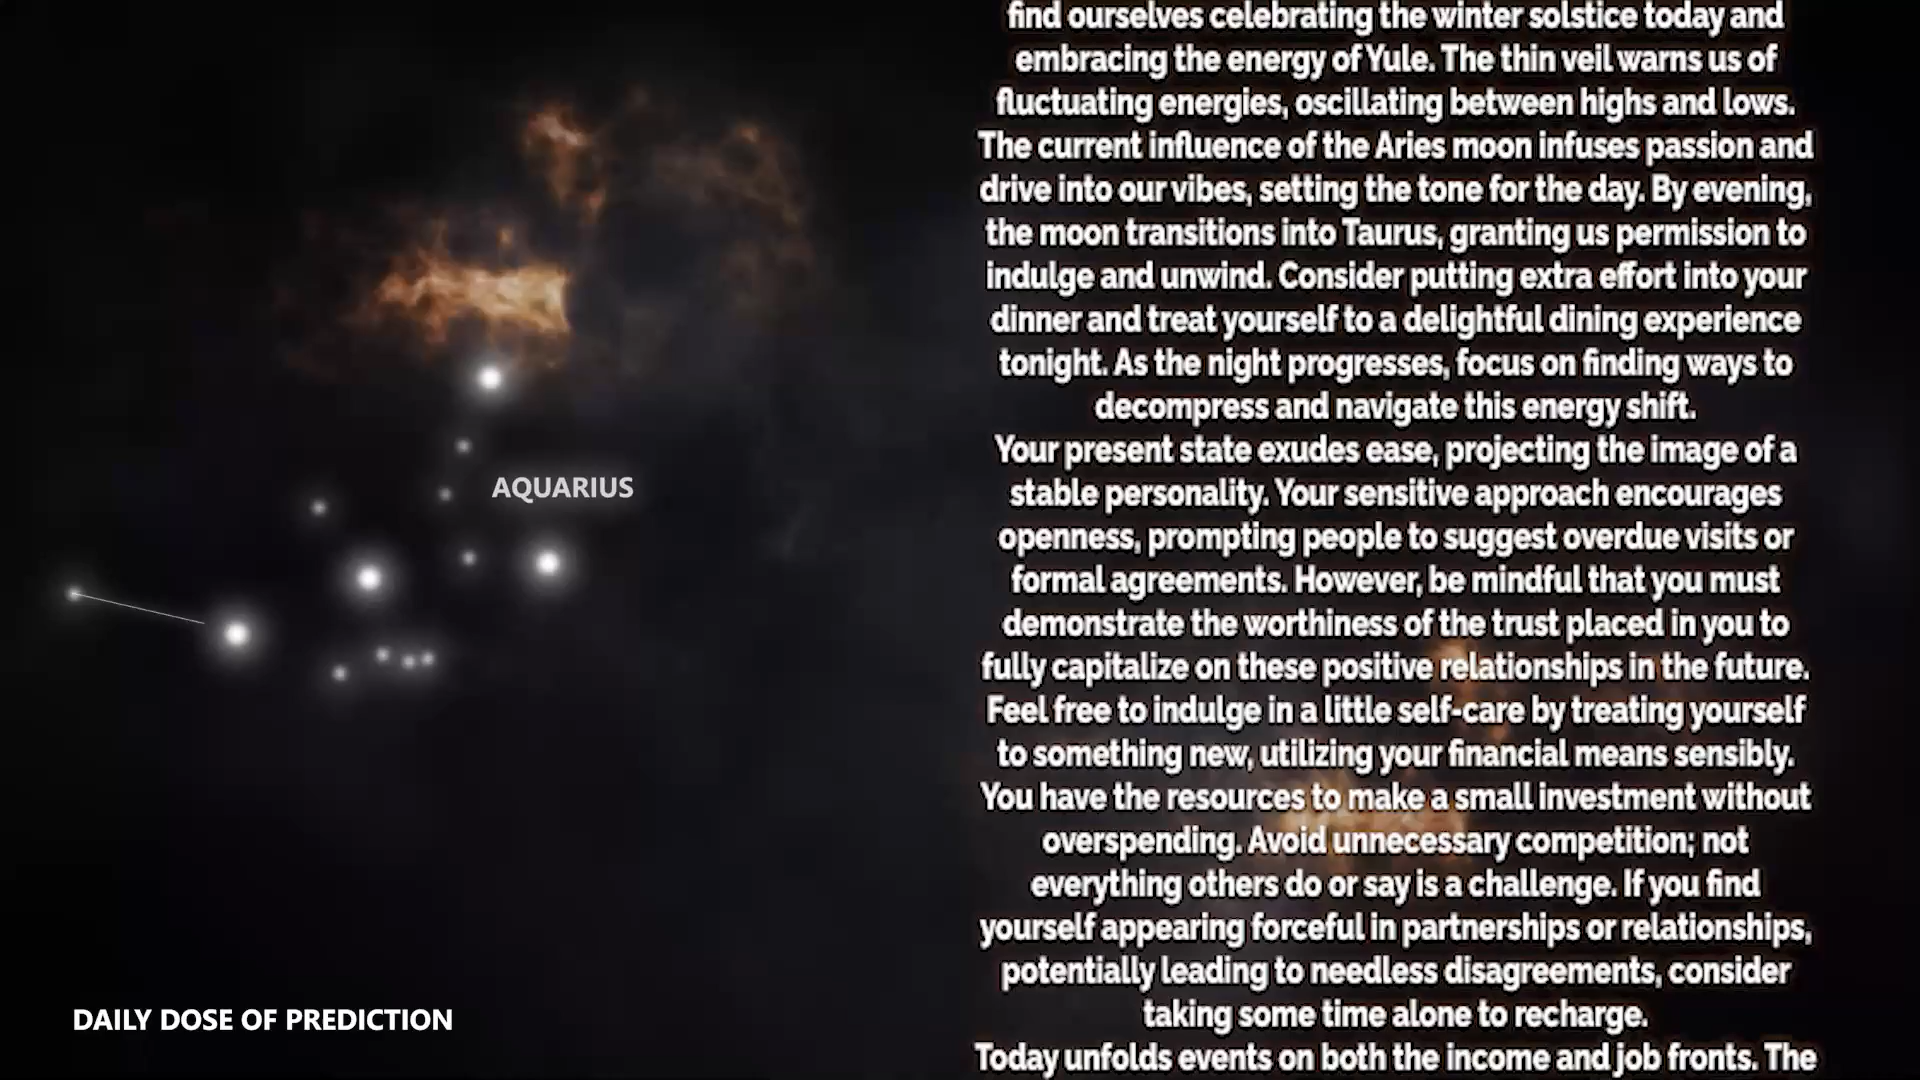 AQUARIUS
DAILY DOSE OF PREDICTION
find ourselves celebrating the winter solstice today and
embracing the energy of Yule. The thin veil warns us of
fluctuating energies, oscillating between highs and lows.
The current influence of the Aries moon infuses passion and
drive into our vibes, setting the tone for the day. By evening,
the moon transitions into Taurus, granting us permission to
indulge and unwind. Consider putting extra effort into your
dinner and treat yourself to a delightful dining experience
tonight. As the night progresses, focus on finding ways to
decompress and navigate this energy shift.
Your present state exudes ease, projecting the image of a
stable personality. Your sensitive approach encourages
openness, prompting people to suggest overdue visits or
formal agreements. However, be mindful that you must
demonstrate the worthiness of the trust placed in you to
fully capitalize on these positive relationships in the future.
Feel free to indulge in a little self-care by treating yourself
to something new, utilizing your financial means sensibly.
You have the resources to make a small investment without
overspending. Avoid unnecessary competition; not
everything others do or say is a challenge. If you find
yourself appearing forceful in partnerships or relationships,
potentially leading to needless disagreements, consider
taking some time alone to recharge.
Today unfolds events on both the income and job fronts. The